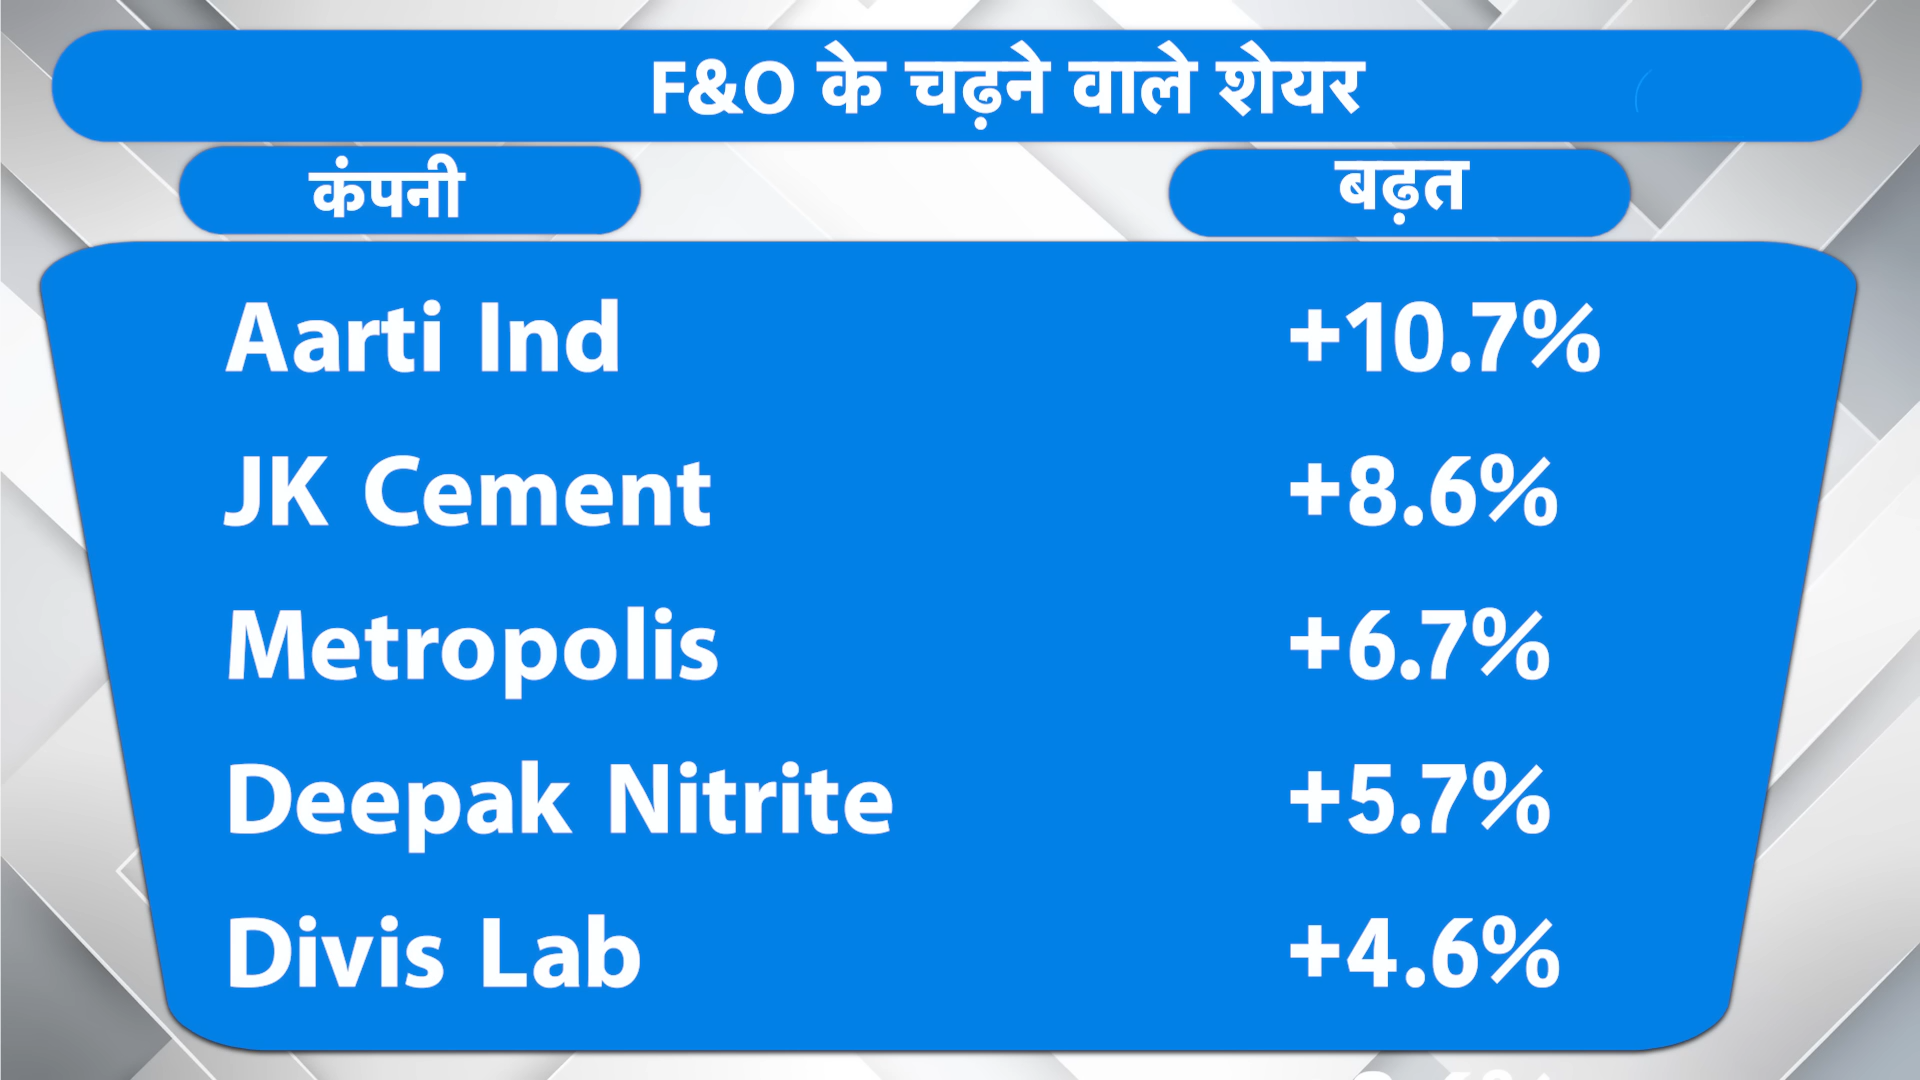 F&O के चढ़ने वाले शेयर
कंपनी बढ़त
Aarti Ind +10.7%
JK Cement +8.6%
Metropolis +6.7%
Deepak Nitrite +5.7%
Divis Lab +4.6%